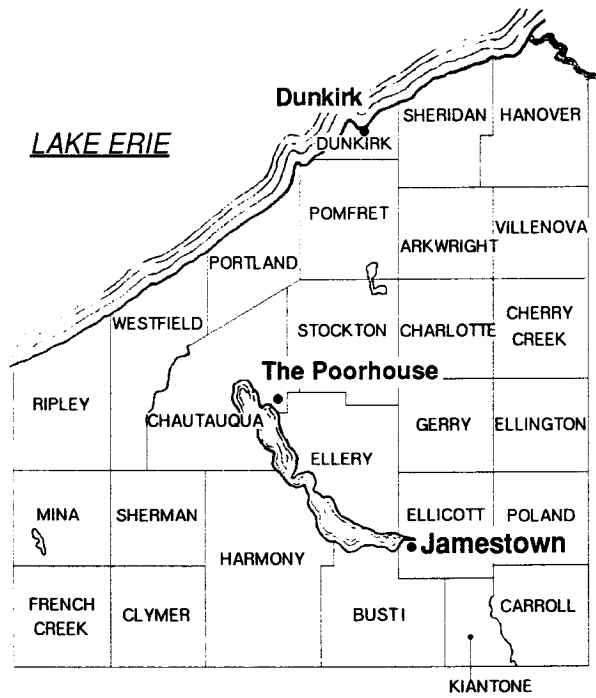 Dunkirk
SHERIDAN
HANOVER
LAKE ERIE
DUNKIRK
POMFRET
VILLENOVA
ARKWRIGHT
PORTLAND
WESTFIELD
STOCKTON
CHARLOTTE
CHERRY
CREEK
The Poorhouse
RIPLEY
CHAUTAUQUA
GERRY
ELLINGTON
ELLERY
MINA
SHERMAN
ELLICOTT
POLAND
Jamestown
HARMONY
FRENCH
CREEK
CLYMER
BUSTI
CARROLL
KIANTONE